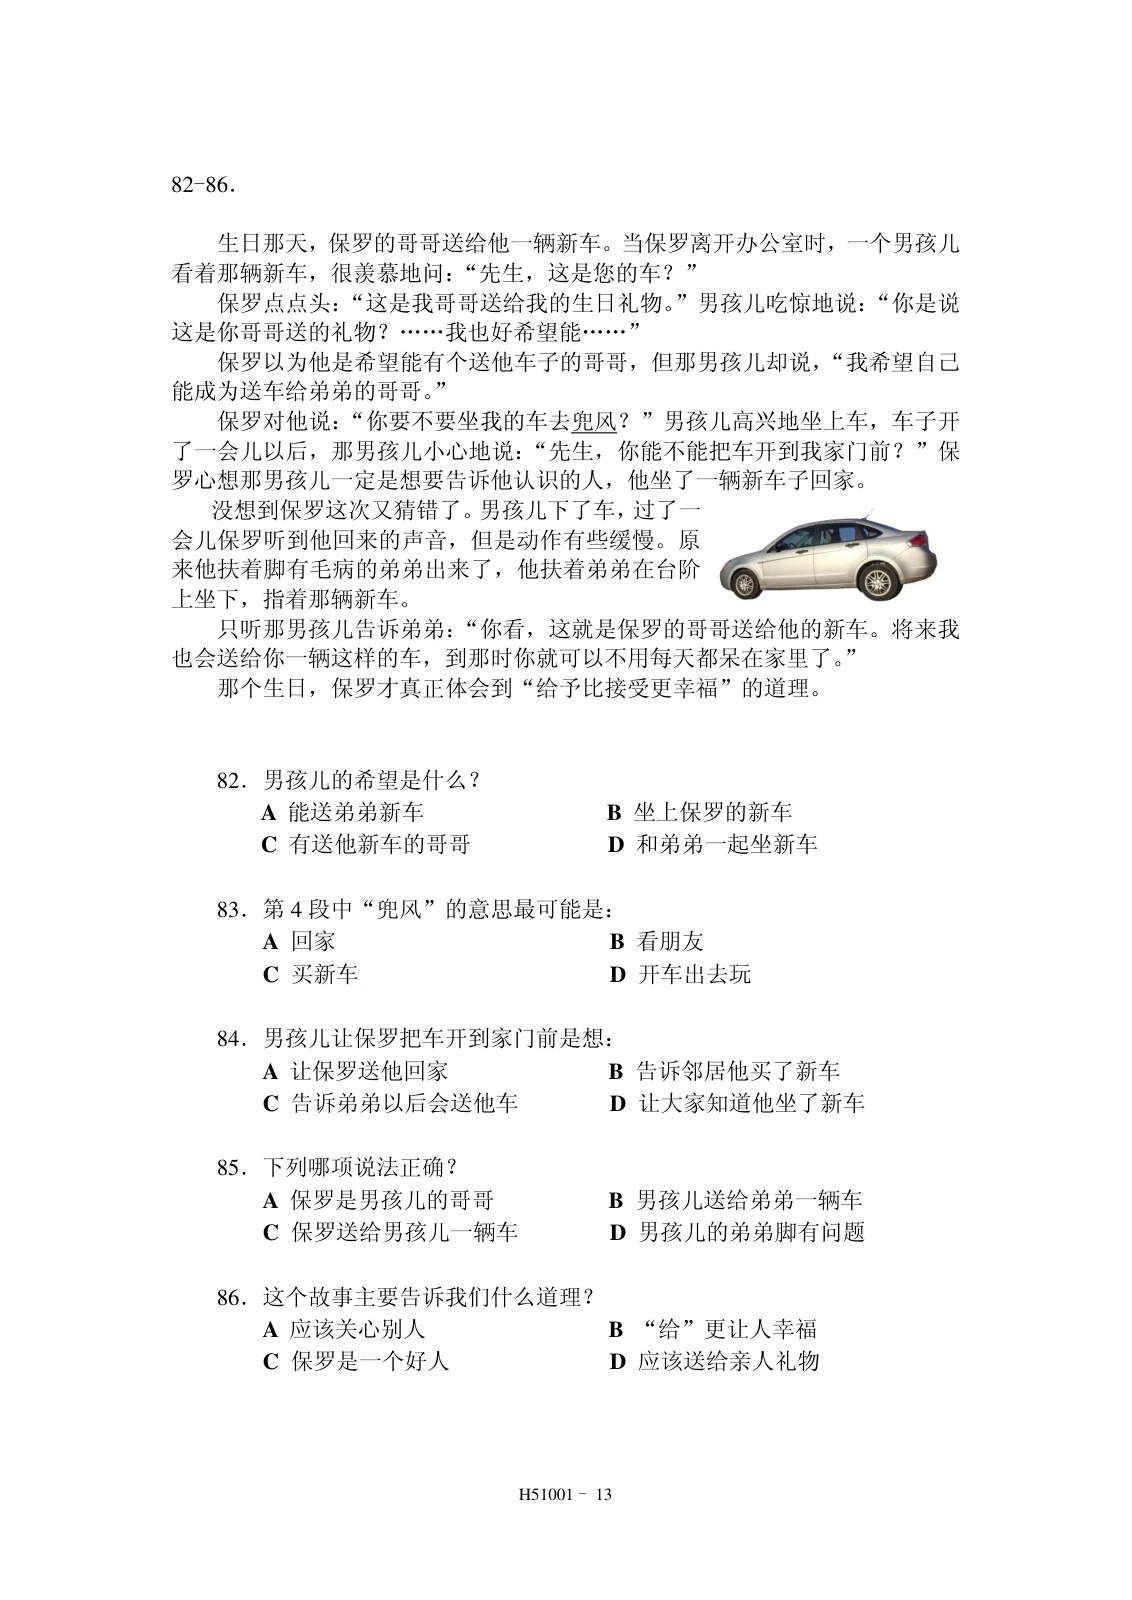 82-86．
生日那天，保罗的哥哥送给他一辆新车。当保罗离开办公室时，一个男孩儿
看着那辆新车，很羡慕地问：“先生，这是您的车？”
保罗点点头：“这是我哥哥送给我的生日礼物。”男孩儿吃惊地说：“你是说
这是你哥哥送的礼物？……我也好希望能……”
保罗以为他是希望能有个送他车子的哥哥，但那男孩儿却说，“我希望自己
能成为送车给弟弟的哥哥。”
保罗对他说：“你要不要坐我的车去兜风？”男孩儿高兴地坐上车，车子开
了一会儿以后，那男孩儿小心地说：“先生，你能不能把车开到我家门前？”保
罗心想那男孩儿一定是想要告诉他认识的人，他坐了一辆新车子回家。
没想到保罗这次又猜错了。男孩儿下了车，过了一
会儿保罗听到他回来的声音，但是动作有些缓慢。原
来他扶着脚有毛病的弟弟出来了，他扶着弟弟在台阶
上坐下，指着那辆新车。
只听那男孩儿告诉弟弟：“你看，这就是保罗的哥哥送给他的新车。将来我
也会送给你一辆这样的车，到那时你就可以不用每天都呆在家里了。”
那个生日，保罗才真正体会到“给予比接受更幸福”的道理。
82．男孩儿的希望是什么？
A 能送弟弟新车 B 坐上保罗的新车
C 有送他新车的哥哥 D 和弟弟一起坐新车
83．第 4 段中“兜风”的意思最可能是：
A 回家 B 看朋友
C 买新车 D 开车出去玩
84．男孩儿让保罗把车开到家门前是想：
A 让保罗送他回家 B 告诉邻居他买了新车
C 告诉弟弟以后会送他车 D 让大家知道他坐了新车
85．下列哪项说法正确？
A 保罗是男孩儿的哥哥 B 男孩儿送给弟弟一辆车
C 保罗送给男孩儿一辆车 D 男孩儿的弟弟脚有问题
86．这个故事主要告诉我们什么道理？
A 应该关心别人 B “给”更让人幸福
C 保罗是一个好人 D 应该送给亲人礼物
H51001 - 13